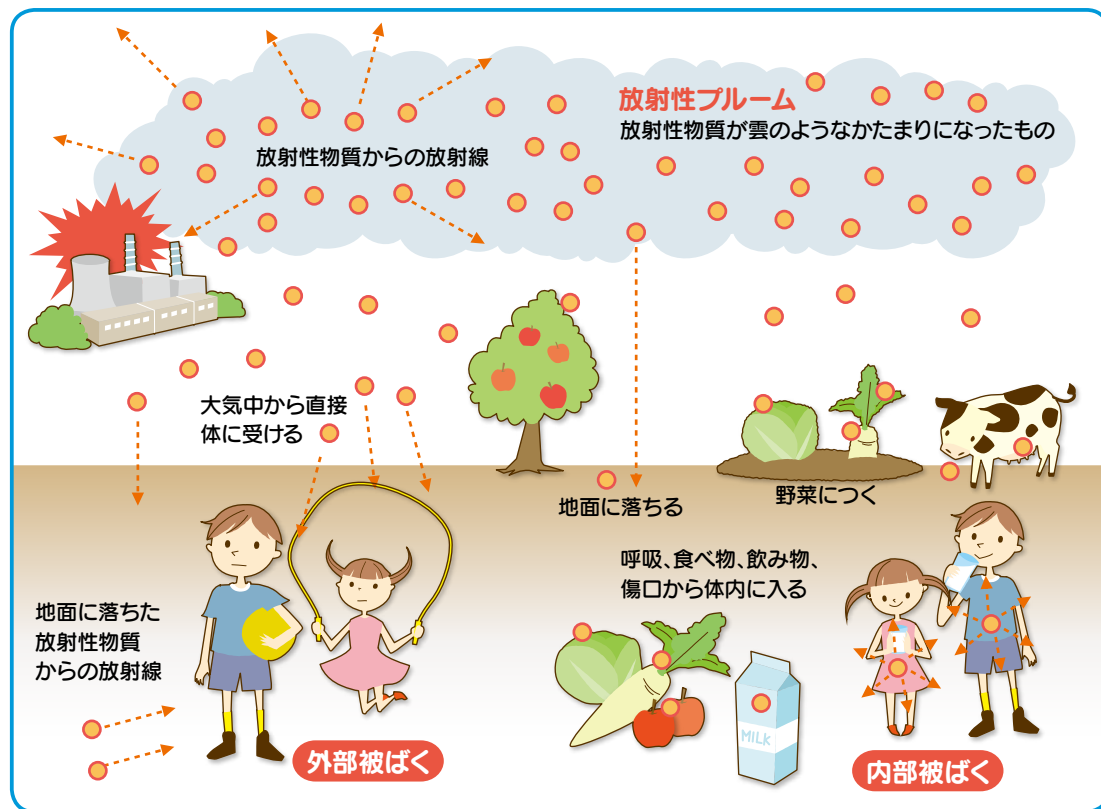 放射性プルーム
放射性物質が雲のようなかたまりになったもの
放射性物質からの放射線
大気中から直接
体に受ける
地面に落ちる
野菜につく
呼吸、食べ物、飲み物、
傷口から体内に入る
地面に落ちた
放射性物質
からの放射線
MILK
外部被ばく
内部被ばく